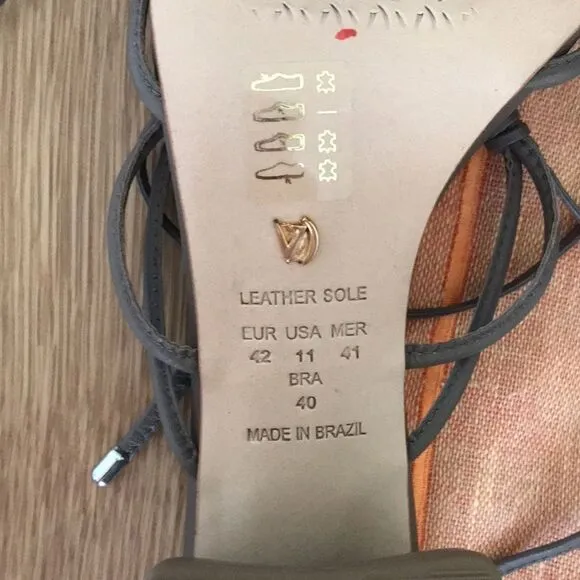 LEATHER SOLE
EUR USA MER
42 11 41
BRA
40
MADE IN BRAZIL